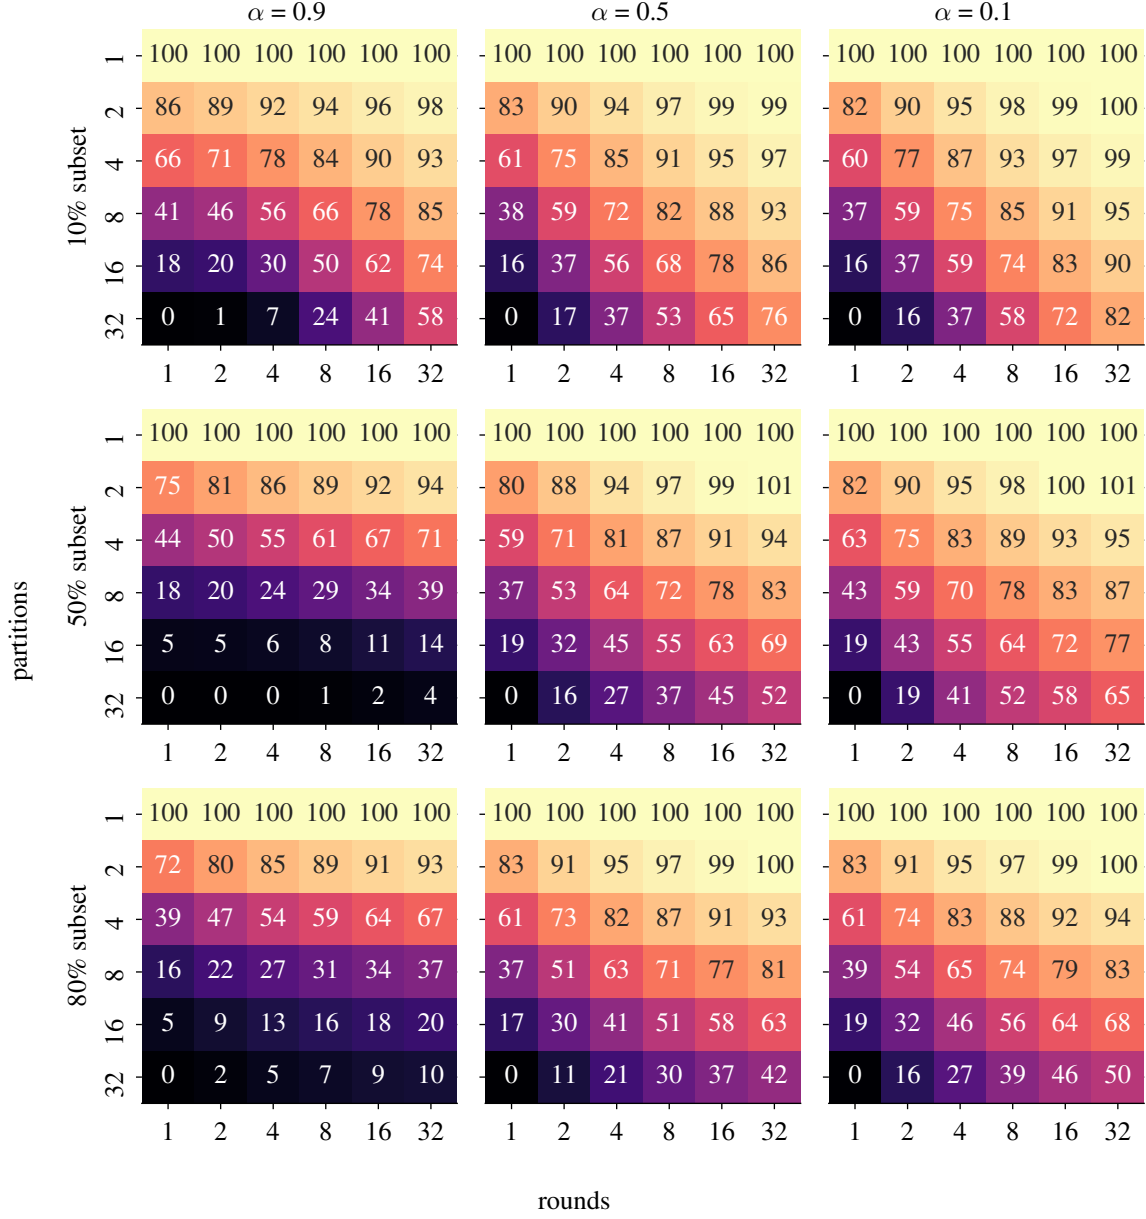 α = 0.9 α = 0.5 α = 0.1
10% subset
1 100 100 100 100 100 100 100 100 100 100 100 100 100 100 100 100 100 100
2 86 89 92 94 96 98 83 90 94 97 99 99 82 90 95 98 99 100
4 66 71 78 84 90 93 61 75 85 91 95 97 60 77 87 93 97 99
8 41 46 56 66 78 85 38 59 72 82 88 93 37 59 75 85 91 95
16 18 20 30 50 62 74 16 37 56 68 78 86 16 37 59 74 83 90
32 0 1 7 24 41 58 0 17 37 53 65 76 0 16 37 58 72 82
1 2 4 8 16 32 1 2 4 8 16 32 1 2 4 8 16 32
partitions
50% subset
1 100 100 100 100 100 100 100 100 100 100 100 100 100 100 100 100 100 100
2 75 81 86 89 92 94 80 88 94 97 99 101 82 90 95 98 100 101
4 44 50 55 61 67 71 59 71 81 87 91 94 63 75 83 89 93 95
8 18 20 24 29 34 39 37 53 64 72 78 83 43 59 70 78 83 87
16 5 5 6 8 11 14 19 32 45 55 63 69 19 43 55 64 72 77
32 0 0 0 1 2 4 0 16 27 37 45 52 0 19 41 52 58 65
1 2 4 8 16 32 1 2 4 8 16 32 1 2 4 8 16 32
80% subset
1 100 100 100 100 100 100 100 100 100 100 100 100 100 100 100 100 100 100
2 72 80 85 89 91 93 83 91 95 97 99 100 83 91 95 97 99 100
4 39 47 54 59 64 67 61 73 82 87 91 93 61 74 83 88 92 94
8 16 22 27 31 34 37 37 51 63 71 77 81 39 54 65 74 79 83
16 5 9 13 16 18 20 17 30 41 51 58 63 19 32 46 56 64 68
32 0 2 5 7 9 10 0 11 21 30 37 42 0 16 27 39 46 50
1 2 4 8 16 32 1 2 4 8 16 32 1 2 4 8 16 32
rounds